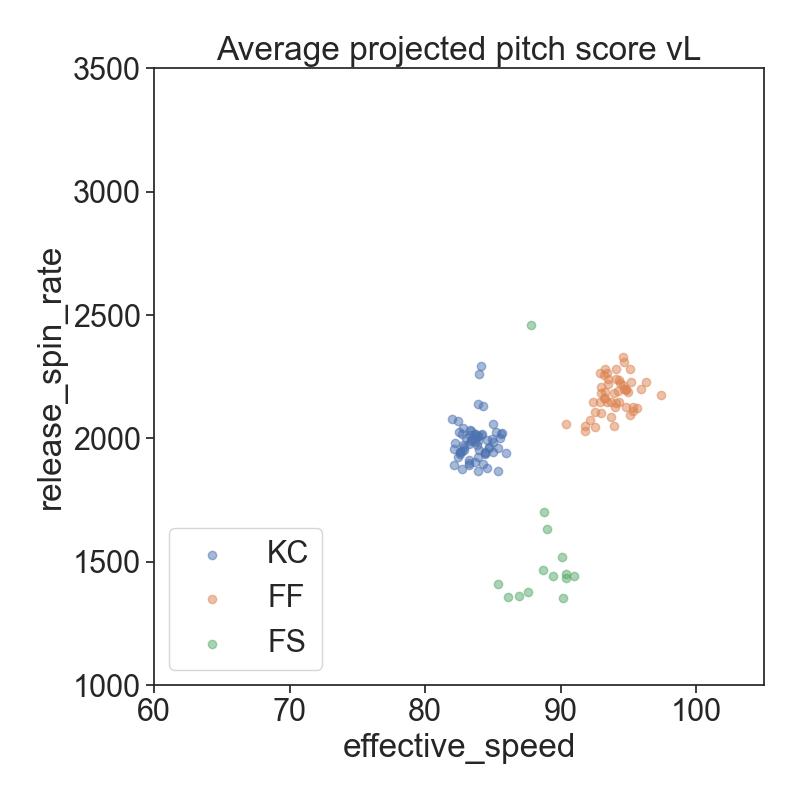 Average projected pitch score vL
3500
3000
2500
2000
1500
1000
release_spin_rate
KC
FF
FS
60
70
80
90
100
effective_speed